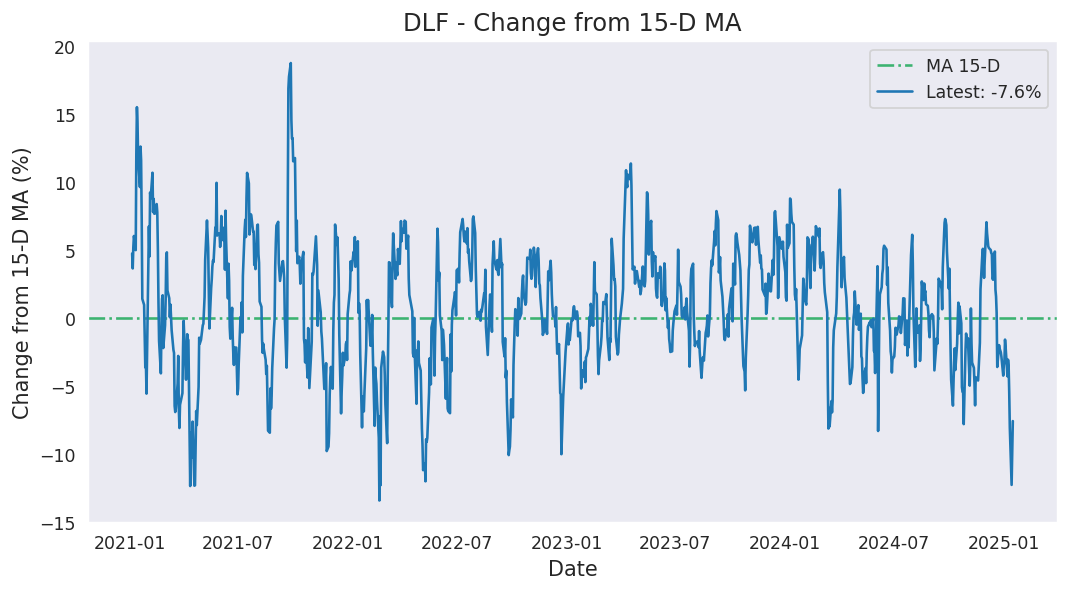 DLF - Change from 15-D MA
MA 15-D
Latest: -7.6%
Change from 15-D MA (%)
20
15
10
5
0
−5
−10
−15
2021-01 2021-07 2022-01 2022-07 2023-01 2023-07 2024-01 2024-07 2025-01
Date